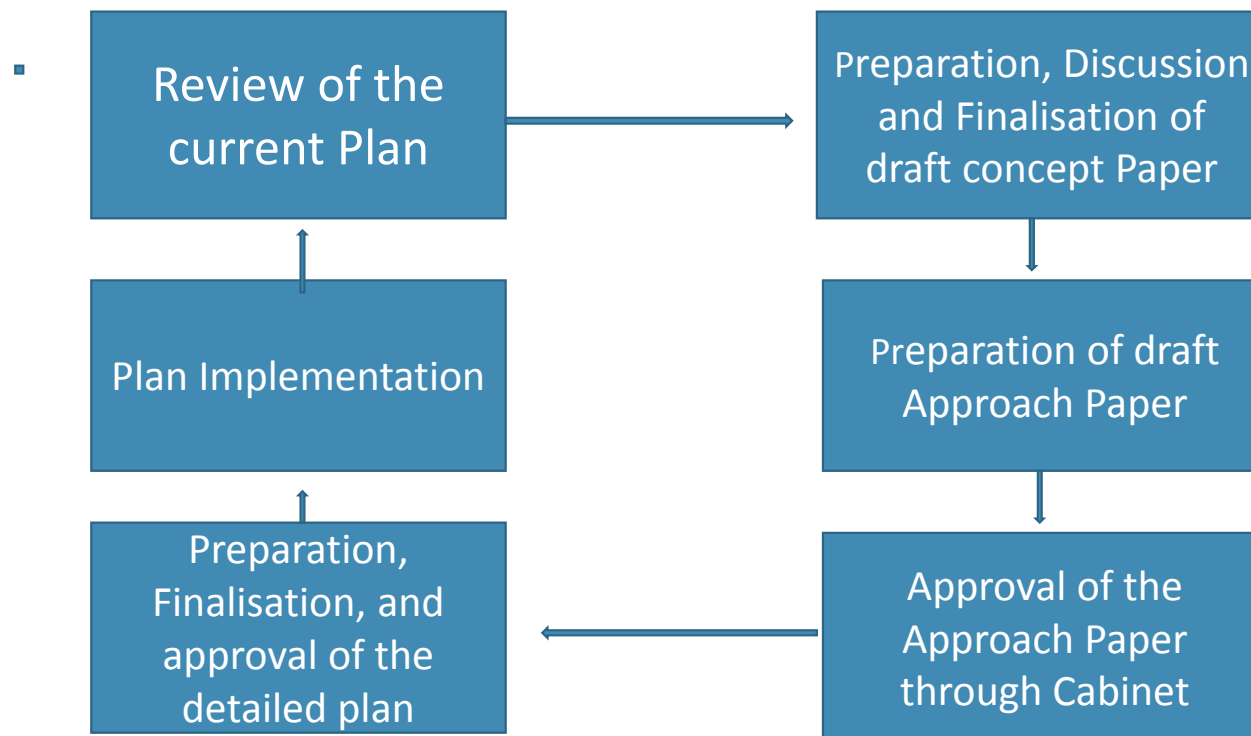 Review of the
current Plan
Preparation, Discussion
and Finalisation of
draft concept Paper
Preparation of draft
Approach Paper
Approval of the
Approach Paper
through Cabinet
Preparation,
Finalisation, and
approval of the
detailed plan
Plan Implementation